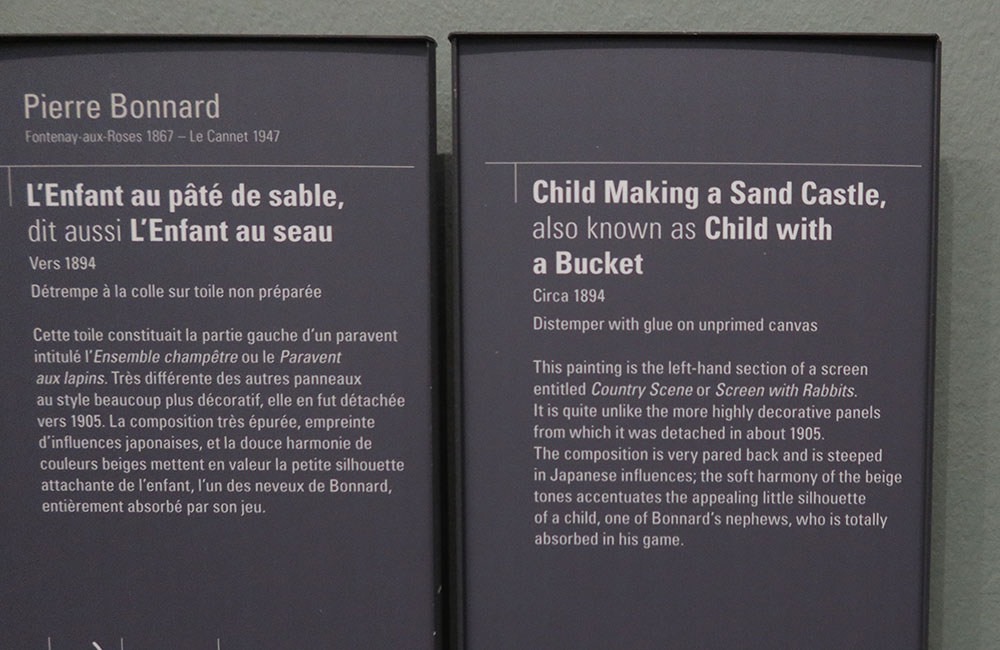 Pierre Bonnard
Fontenay-aux-Roses 1867 – Le Cannet 1947
L'Enfant au pâté de sable,
dit aussi L'Enfant au seau
Vers 1894
Détrempe à la colle sur toile non préparée
Cette toile constituait la partie gauche d'un paravent
intitulé l'Ensemble champêtre ou le Paravent
aux lapins. Très différente des autres panneaux
au style beaucoup plus décoratif, elle en fut détachée
vers 1905. La composition très épurée, empreinte
d'influences japonaises, et la douce harmonie de
couleurs beiges mettent en valeur la petite silhouette
attachante de l'enfant, l'un des neveux de Bonnard,
entièrement absorbé par son jeu.
Child Making a Sand Castle,
also known as Child with
a Bucket
Circa 1894
Distemper with glue on unprimed canvas
This painting is the left-hand section of a screen
entitled Country Scene or Screen with Rabbits.
It is quite unlike the more highly decorative panels
from which it was detached in about 1905.
The composition is very pared back and is steeped
in Japanese influences; the soft harmony of the beige
tones accentuates the appealing little silhouette
of a child, one of Bonnard's nephews, who is totally
absorbed in his game.